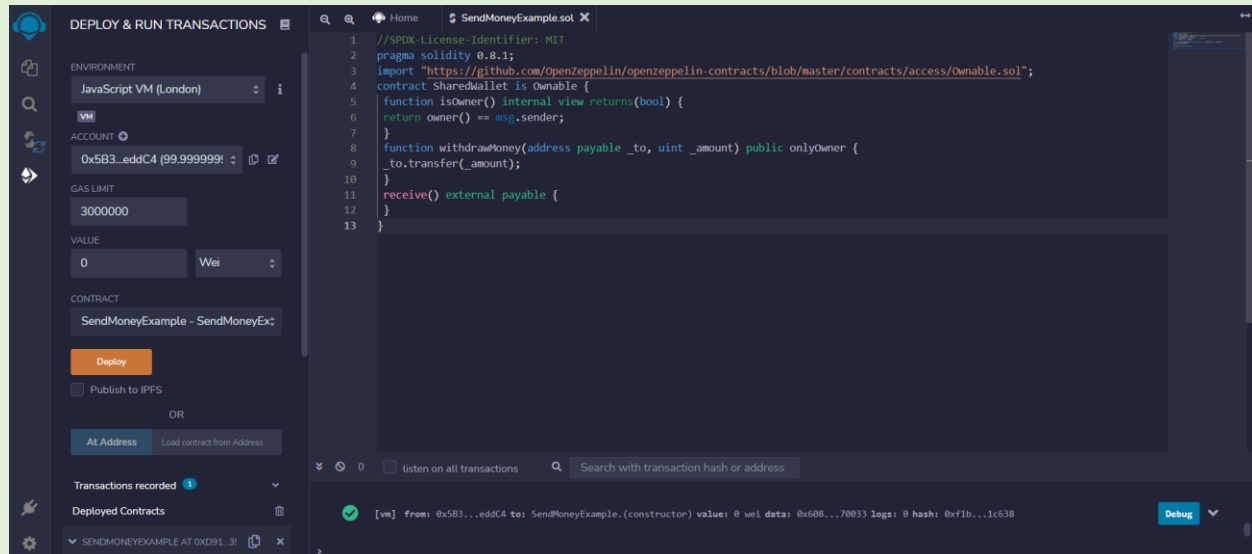 DEPLOY & RUN TRANSACTIONS
ENVIRONMENT
JavaScript VM (London)
VM
ACCOUNT
0x5B3...eddC4 (99.9999999
GAS LIMIT
3000000
VALUE
0 Wei
CONTRACT
SendMoneyExample - SendMoneyEx
Deploy
Publish to IPFS
OR
At Address Load contract from Address
Transactions recorded 1
Deployed Contracts
SENDMONEYEXAMPLE AT 0XD91...39
Home SendMoneyExample.sol
1 //SPDX-License-Identifier: MIT
2 pragma solidity 0.8.1;
3 import "https://github.com/OpenZeppelin/openzeppelin-contracts/blob/master/contracts/access/Ownable.sol";
4 contract SharedWallet is Ownable {
5 function isOwner() internal view returns(bool) {
6 return owner() == msg.sender;
7 }
8 function withdrawMoney(address payable _to, uint _amount) public onlyOwner {
9 _to.transfer(_amount);
10 }
11 receive() external payable {
12 }
13 }
0 listen on all transactions Search with transaction hash or address
[vm] from: 0x5B3...eddC4 to: SendMoneyExample.(constructor) value: 0 wei data: 0x608...70033 logs: 0 hash: 0xf1b...1c638 Debug
>